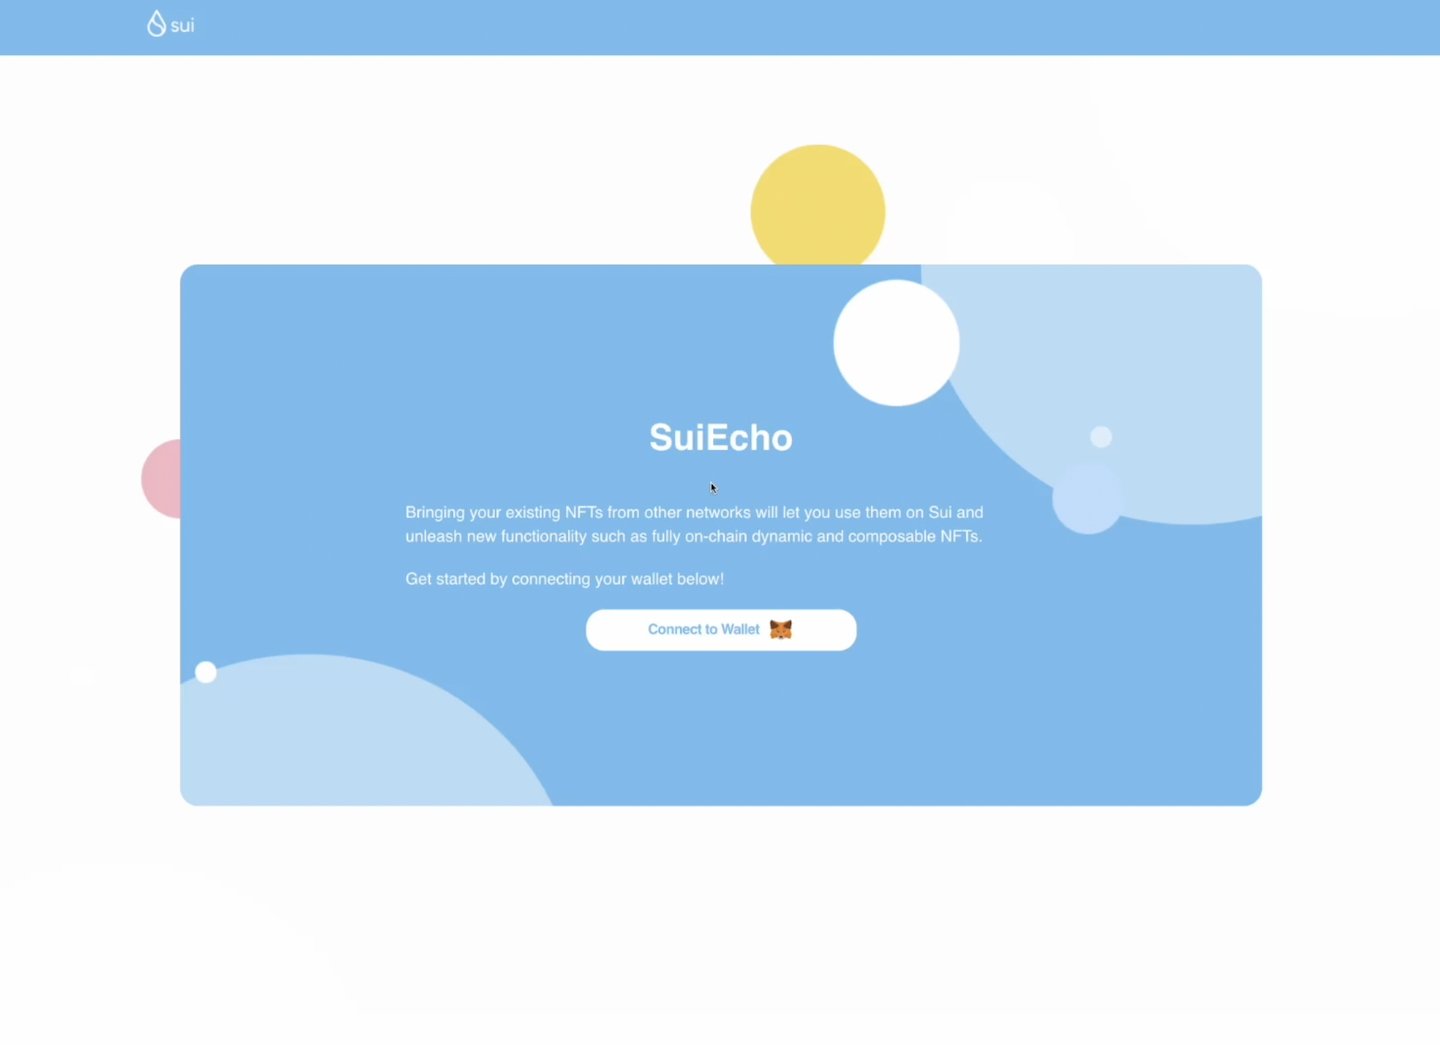 sui
SuiEcho
Bringing your existing NFTs from other networks will let you use them on Sui and
unleash new functionality such as fully on-chain dynamic and composable NFTs.
Get started by connecting your wallet below!
Connect to Wallet